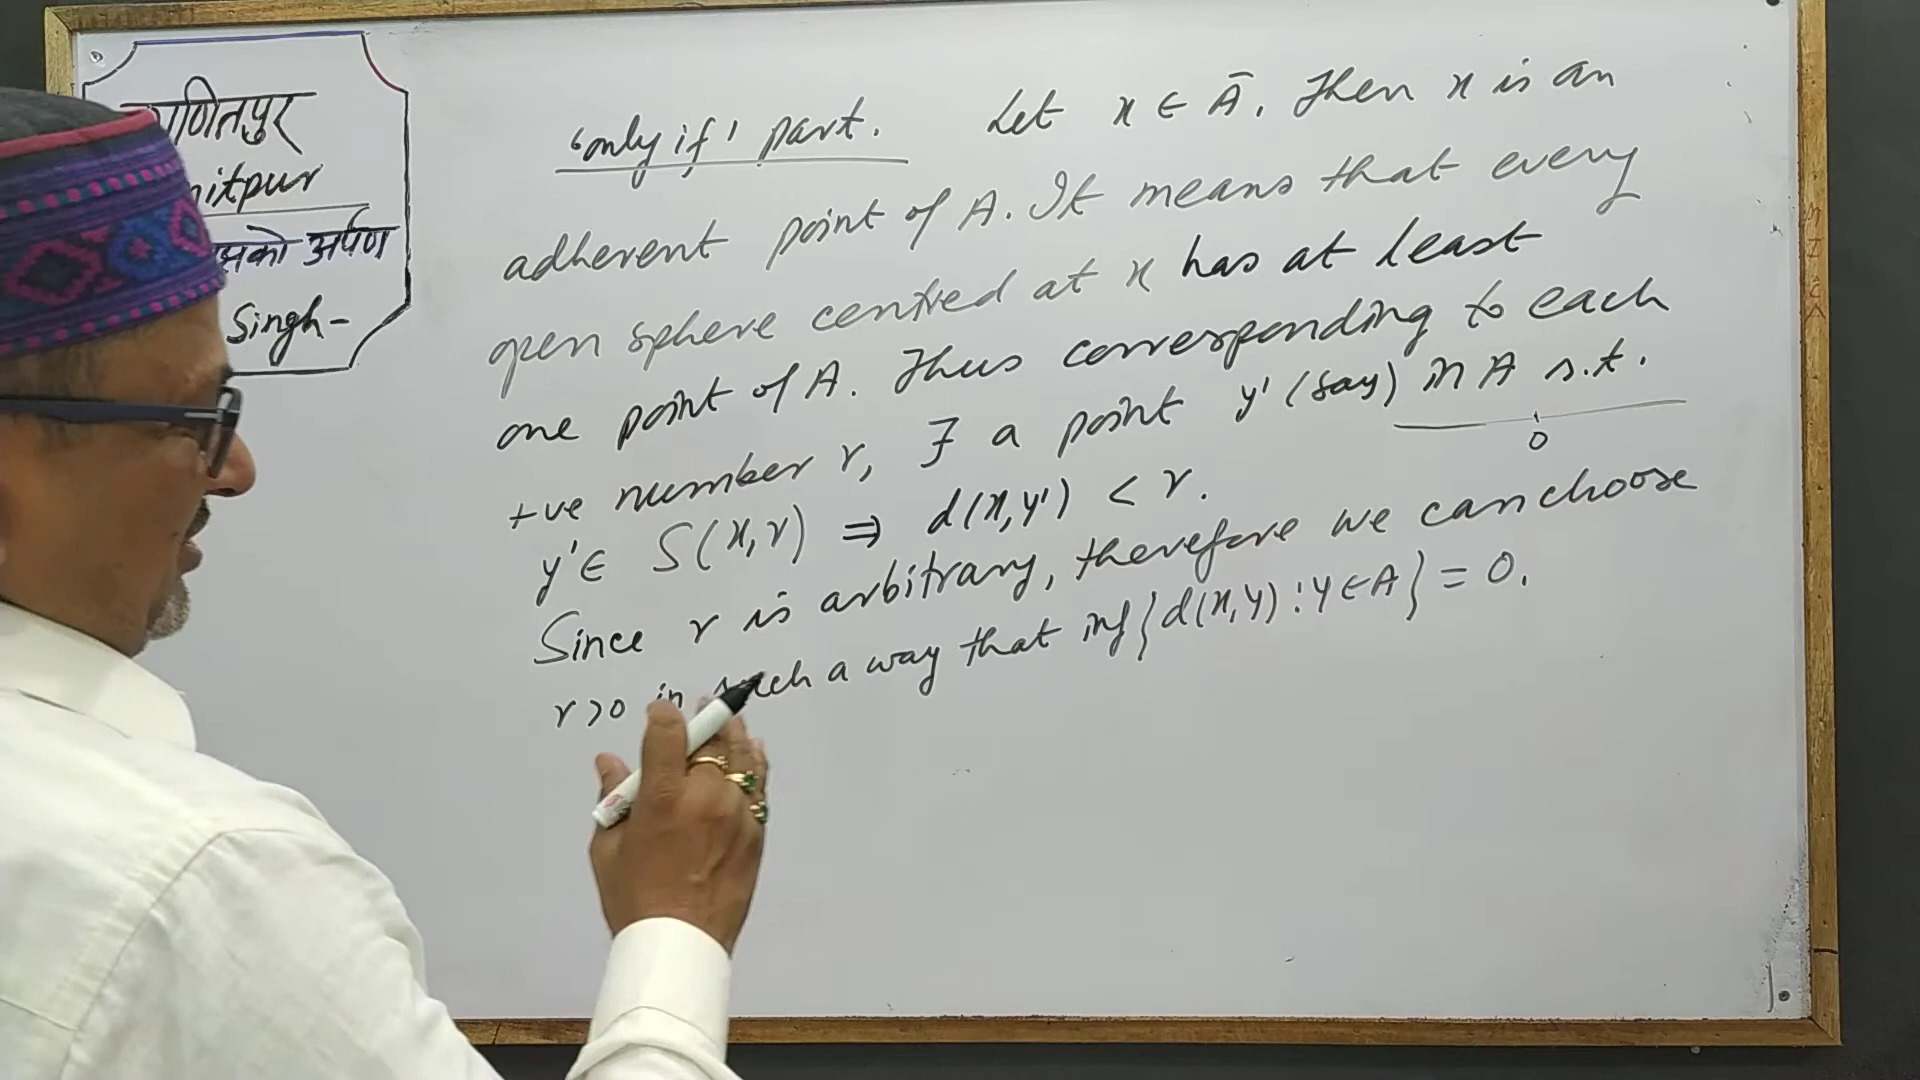 गणितपुर
nitpur
सको अर्पण
Singh-
'only if' part. Let x ∈ Ā. Then x is an
adherent point of A. It means that every
open sphere centred at x has at least
one point of A. Thus corresponding to each
+ve number r, ∃ a point y' (say) in A s.t.
0
y' ∈ S(x,r) ⇒ d(x,y') < r.
Since r is arbitrary, therefore we can choose
r>0 in such a way that inf{d(x,y):y∈A} = 0.